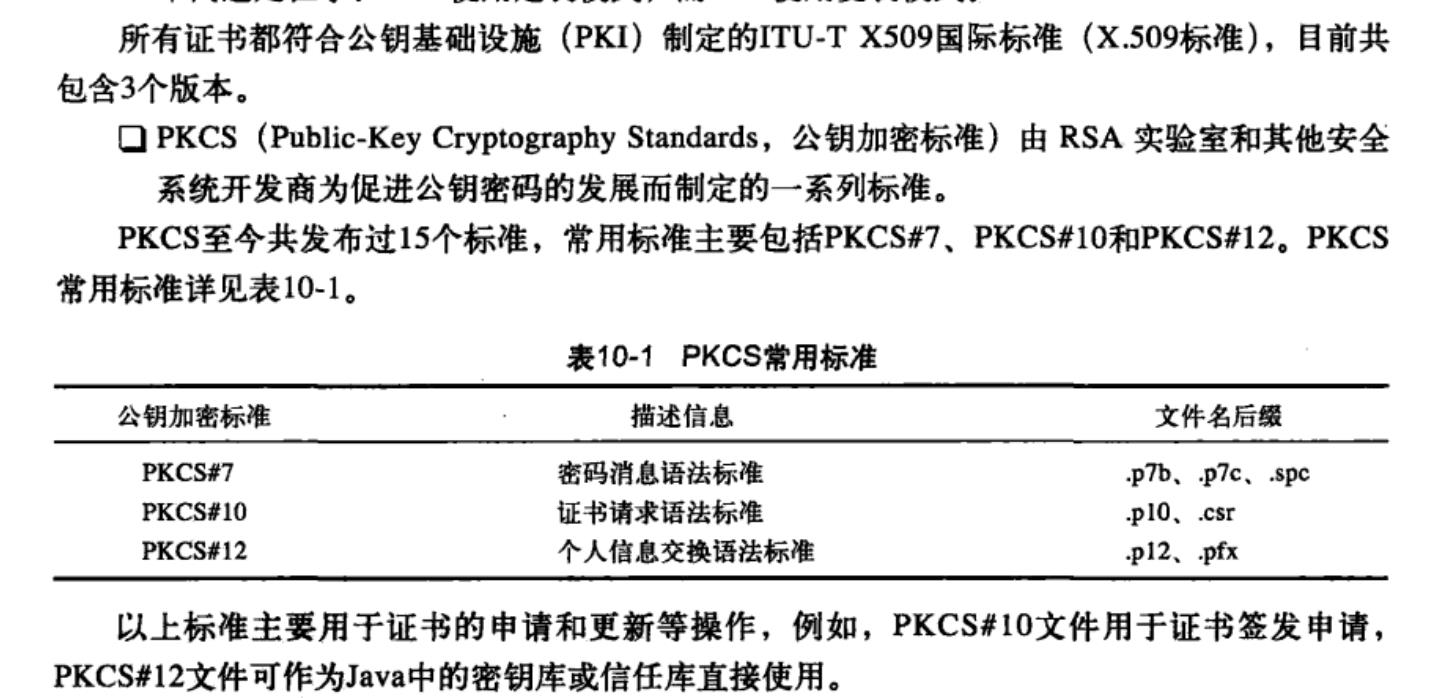 所有证书都符合公钥基础设施（PKI）制定的ITU-T X509国际标准（X.509标准），目前共
包含3个版本。
❏ PKCS（Public-Key Cryptography Standards，公钥加密标准）由 RSA 实验室和其他安全
系统开发商为促进公钥密码的发展而制定的一系列标准。
PKCS至今共发布过15个标准，常用标准主要包括PKCS#7、PKCS#10和PKCS#12。PKCS
常用标准详见表10-1。
表10-1 PKCS常用标准
公钥加密标准 描述信息 文件名后缀
PKCS#7 密码消息语法标准 .p7b、.p7c、.spc
PKCS#10 证书请求语法标准 .p10、.csr
PKCS#12 个人信息交换语法标准 .p12、.pfx
以上标准主要用于证书的申请和更新等操作，例如，PKCS#10文件用于证书签发申请，
PKCS#12文件可作为Java中的密钥库或信任库直接使用。